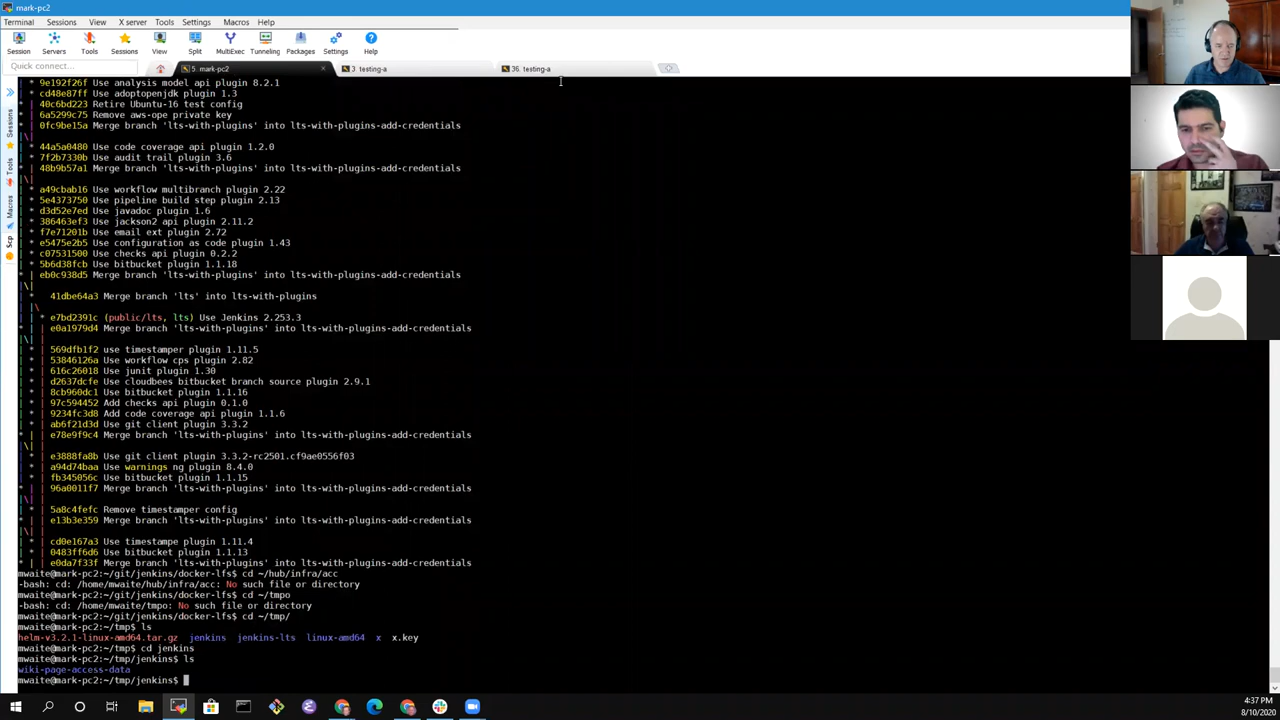 mark-pc2
Terminal Sessions View X server Tools Settings Macros Help
Session Servers Tools Sessions View Split MultiExec Tunneling Packages Settings Help
Quick connect...
5 mark-pc2
3 testing-a
36. testing-a
Sessions
Tools
Macros
Scp
| * 9e192f26f Use analysis model api plugin 8.2.1
| * cd48e87ff Use adoptopenjdk plugin 1.3
* | 40c6bd223 Retire Ubuntu-16 test config
* | 6a5299c75 Remove aws-ope private key
* | 0fc9be15a Merge branch 'lts-with-plugins' into lts-with-plugins-add-credentials
|\|
| * 44a5a0480 Use code coverage api plugin 1.2.0
| * 7f2b7330b Use audit trail plugin 3.6
* | 48b9b57a1 Merge branch 'lts-with-plugins' into lts-with-plugins-add-credentials
|\|
| * a49cbab16 Use workflow multibranch plugin 2.22
| * 5e4373750 Use pipeline build step plugin 2.13
| * d3d52e7ed Use javadoc plugin 1.6
| * 386463ef3 Use jackson2 api plugin 2.11.2
| * f7e71201b Use email ext plugin 2.72
| * e5475e2b5 Use configuration as code plugin 1.43
| * c07531500 Use checks api plugin 0.2.2
| * 5b6d38fcb Use bitbucket plugin 1.1.18
* | eb0c938d5 Merge branch 'lts-with-plugins' into lts-with-plugins-add-credentials
|\|
| * 41dbe64a3 Merge branch 'lts' into lts-with-plugins
| |\
| | * e7bd2391c (public/lts, lts) Use Jenkins 2.253.3
* | | e0a1979d4 Merge branch 'lts-with-plugins' into lts-with-plugins-add-credentials
|\| |
| * | 569dfb1f2 use timestamper plugin 1.11.5
| * | 53846126a Use workflow cps plugin 2.82
| * | 616c26018 Use junit plugin 1.30
| * | d2637dcfe Use cloudbees bitbucket branch source plugin 2.9.1
| * | 8cb960dc1 Use bitbucket plugin 1.1.16
| * | 97c594452 Add checks api plugin 0.1.0
| * | 9234fc3d8 Add code coverage api plugin 1.1.6
| * | ab6f21d3d Use git client plugin 3.3.2
* | | e78e9f9c4 Merge branch 'lts-with-plugins' into lts-with-plugins-add-credentials
|\| |
| * | e3888fa8b Use git client plugin 3.3.2-rc2501.cf9ae0556f03
| * | a94d74baa Use warnings ng plugin 8.4.0
| * | fb345056c Use bitbucket plugin 1.1.15
* | | 96a0011f7 Merge branch 'lts-with-plugins' into lts-with-plugins-add-credentials
|\| |
| * | 5a8c4fefc Remove timestamper config
* | | e13b3e359 Merge branch 'lts-with-plugins' into lts-with-plugins-add-credentials
|\| |
| * | cd0e167a3 Use timestampe plugin 1.11.4
| * | 0483ff6d6 Use bitbucket plugin 1.1.13
* | | e0da7f33f Merge branch 'lts-with-plugins' into lts-with-plugins-add-credentials
mwaite@mark-pc2:~/git/jenkins/docker-lfs$ cd ~/hub/infra/acc
-bash: cd: /home/mwaite/hub/infra/acc: No such file or directory
mwaite@mark-pc2:~/git/jenkins/docker-lfs$ cd ~/tmpo
-bash: cd: /home/mwaite/tmpo: No such file or directory
mwaite@mark-pc2:~/git/jenkins/docker-lfs$ cd ~/tmp/
mwaite@mark-pc2:~/tmp$ ls
helm-v3.2.1-linux-amd64.tar.gz jenkins jenkins-lts linux-amd64 x x.key
mwaite@mark-pc2:~/tmp$ cd jenkins
mwaite@mark-pc2:~/tmp/jenkins$ ls
wiki-page-access-data
mwaite@mark-pc2:~/tmp/jenkins$
4:37 PM
8/10/2020